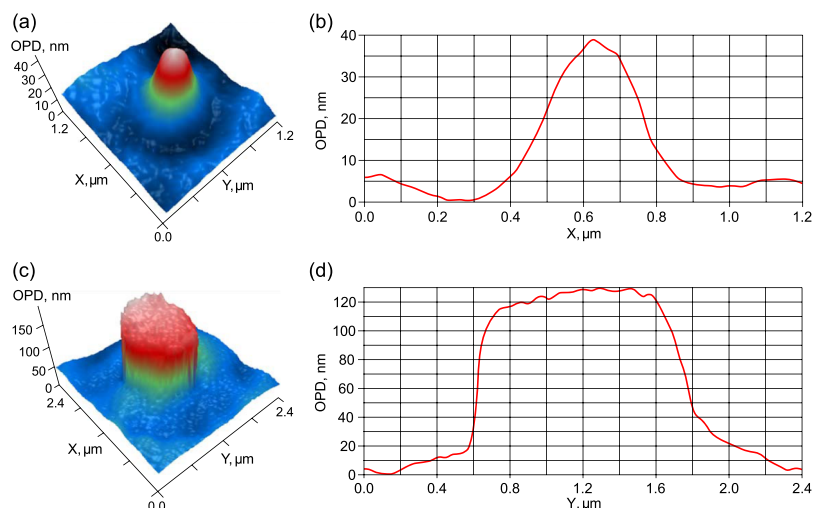 (a)
OPD, nm
40
30
20
10
0
1.2
X, µm
0.0
Y, µm
1.2
(b)
OPD, nm
40
30
20
10
0
0.0 0.2 0.4 0.6 0.8 1.0 1.2
X, µm
(c)
OPD, nm
150
100
50
0
2.4
X, µm
0.0
Y, µm
2.4
(d)
OPD, nm
120
100
80
60
40
20
0
0.0 0.4 0.8 1.2 1.6 2.0 2.4
Y, µm